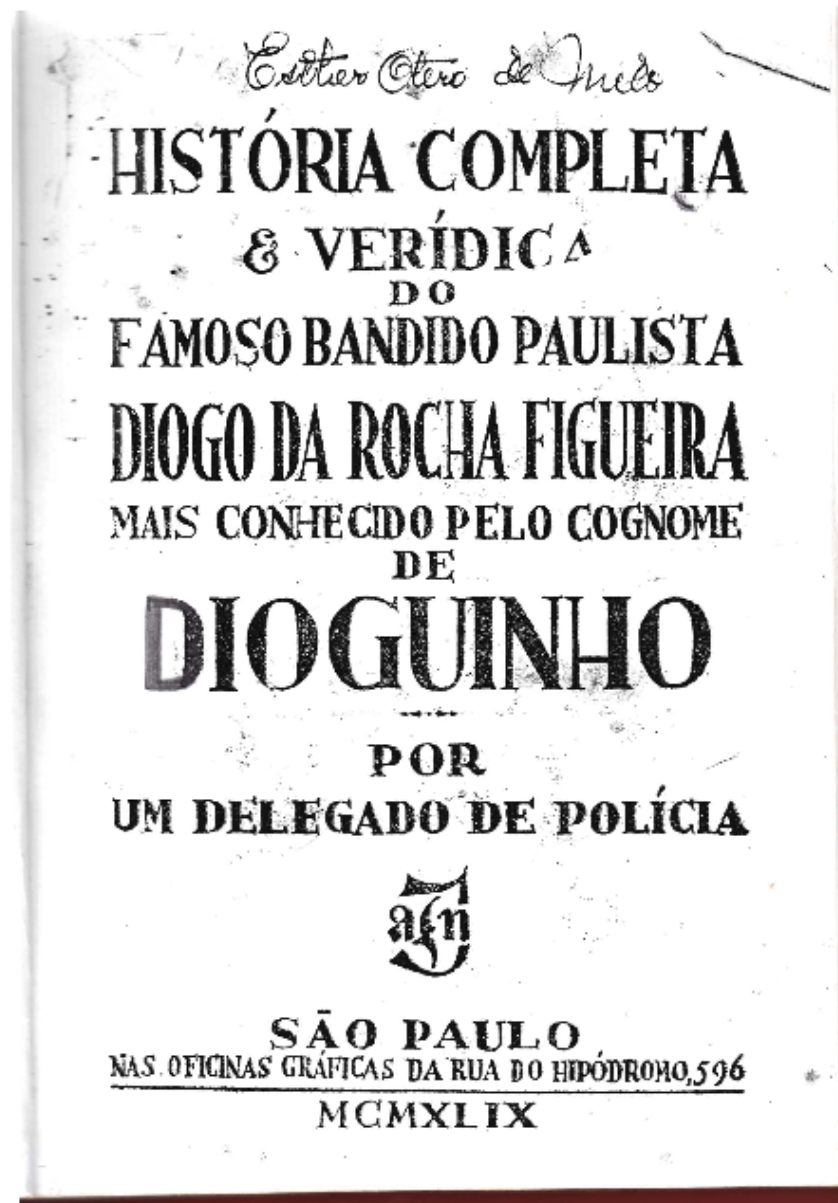 Esther Otero de Melo
HISTÓRIA COMPLETA
& VERÍDICA
DO
FAMOSO BANDIDO PAULISTA
DIOGO DA ROCHA FIGUEIRA
MAIS CONHECIDO PELO COGNOME
DE
DIOGUINHO
POR
UM DELEGADO DE POLÍCIA
SÃO PAULO
NAS OFICINAS GRÁFICAS DA RUA DO HIPÓDROMO, 596
MCMXLIX